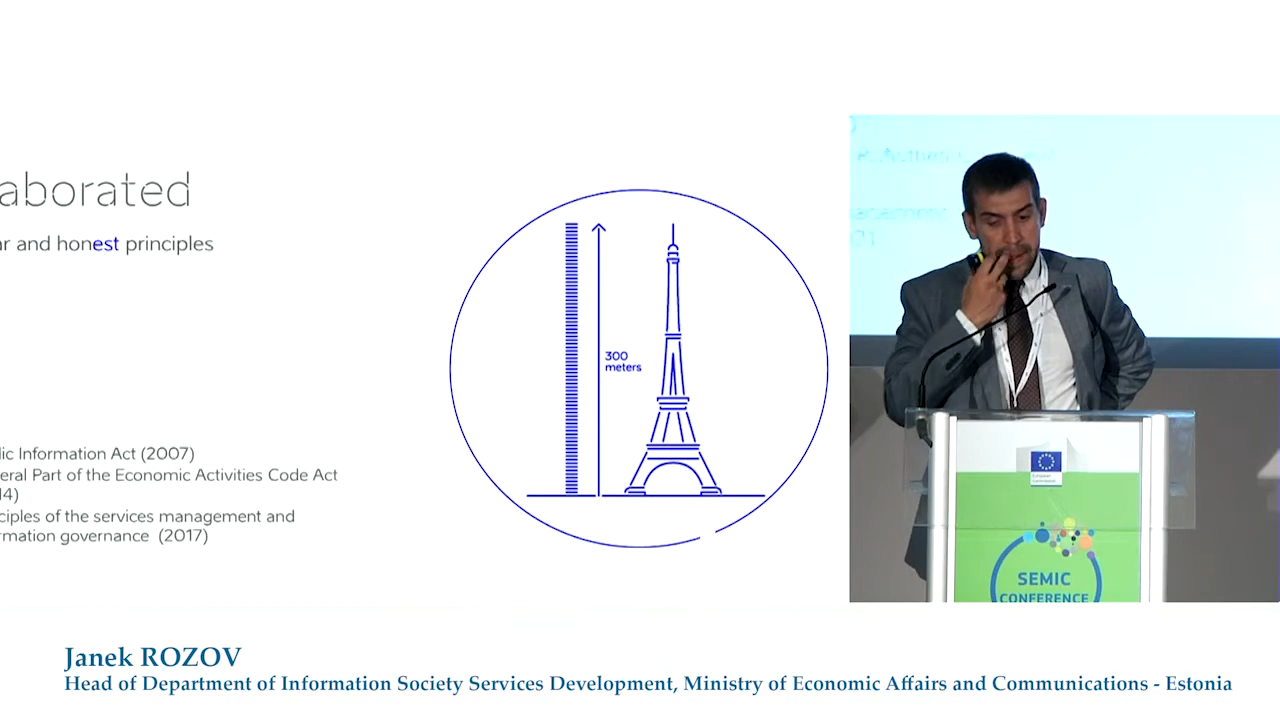 aborated
ar and honest principles
300
meters
lic Information Act (2007)
eral Part of the Economic Activities Code Act
14)
ciples of the services management and
rmation governance (2017)
SEMIC
CONFERENCE
Janek ROZOV
Head of Department of Information Society Services Development, Ministry of Economic Affairs and Communications - Estonia